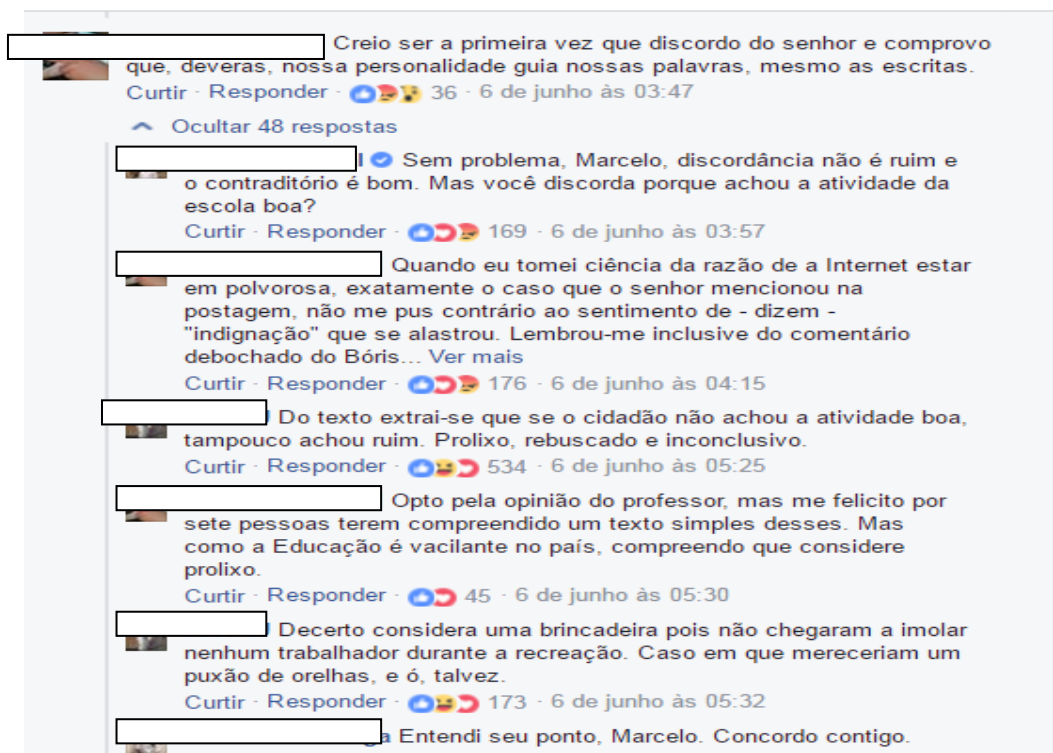 Creio ser a primeira vez que discordo do senhor e comprovo
que, deveras, nossa personalidade guia nossas palavras, mesmo as escritas.
Curtir · Responder · 36 · 6 de junho às 03:47
Ocultar 48 respostas
Sem problema, Marcelo, discordância não é ruim e
o contraditório é bom. Mas você discorda porque achou a atividade da
escola boa?
Curtir · Responder · 169 · 6 de junho às 03:57
Quando eu tomei ciência da razão de a Internet estar
em polvorosa, exatamente o caso que o senhor mencionou na
postagem, não me pus contrário ao sentimento de - dizem -
"indignação" que se alastrou. Lembrou-me inclusive do comentário
debochado do Bóris... Ver mais
Curtir · Responder · 176 · 6 de junho às 04:15
Do texto extrai-se que se o cidadão não achou a atividade boa,
tampouco achou ruim. Prolixo, rebuscado e inconclusivo.
Curtir · Responder · 534 · 6 de junho às 05:25
Opto pela opinião do professor, mas me felicito por
sete pessoas terem compreendido um texto simples desses. Mas
como a Educação é vacilante no país, compreendo que considere
prolixo.
Curtir · Responder · 45 · 6 de junho às 05:30
Decerto considera uma brincadeira pois não chegaram a imolar
nenhum trabalhador durante a recreação. Caso em que mereceriam um
puxão de orelhas, e ó, talvez.
Curtir · Responder · 173 · 6 de junho às 05:32
Entendi seu ponto, Marcelo. Concordo contigo.